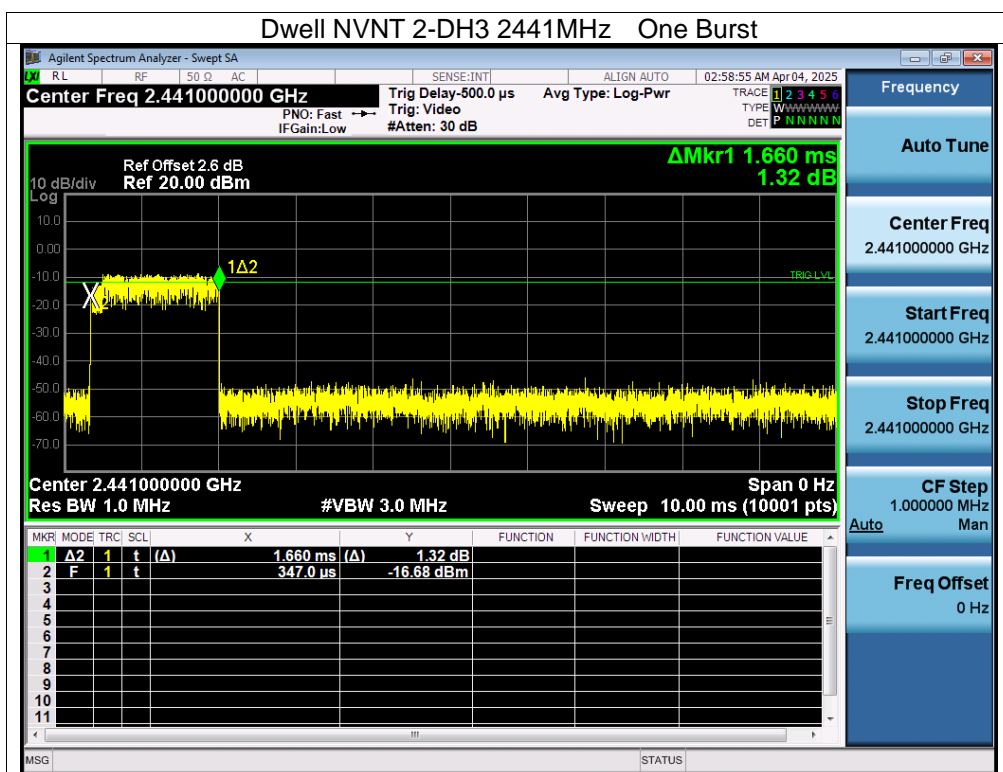 Dwell NVNT 2-DH3 2441MHz One Burst
Agilent Spectrum Analyzer - Swept SA
LXI RL RF 50 Ω AC SENSE:INT ALIGN AUTO 02:58:55 AM Apr 04, 2025
Center Freq 2.441000000 GHz Trig Delay-500.0 µs Avg Type: Log-Pwr TRACE 1 2 3 4 5 6
PNO: Fast Trig: Video TYPE WWWWWWW
IFGain:Low #Atten: 30 dB DET P N N N N N
Frequency
Auto Tune
Center Freq
2.441000000 GHz
Start Freq
2.441000000 GHz
Stop Freq
2.441000000 GHz
CF Step
1.000000 MHz
Auto Man
Freq Offset
0 Hz
ΔMkr1 1.660 ms
1.32 dB
Ref Offset 2.6 dB
10 dB/div Ref 20.00 dBm
Log
10.0
0.00
-10.0
-20.0
-30.0
-40.0
-50.0
-60.0
-70.0
1Δ2
TRIG LVL
2
Center 2.441000000 GHz Span 0 Hz
Res BW 1.0 MHz #VBW 3.0 MHz Sweep 10.00 ms (10001 pts)
MKR MODE TRC SCL X Y FUNCTION FUNCTION WIDTH FUNCTION VALUE
1 Δ2 1 t (Δ) 1.660 ms (Δ) 1.32 dB
2 F 1 t 347.0 µs -16.68 dBm
3
4
5
6
7
8
9
10
11
MSG STATUS